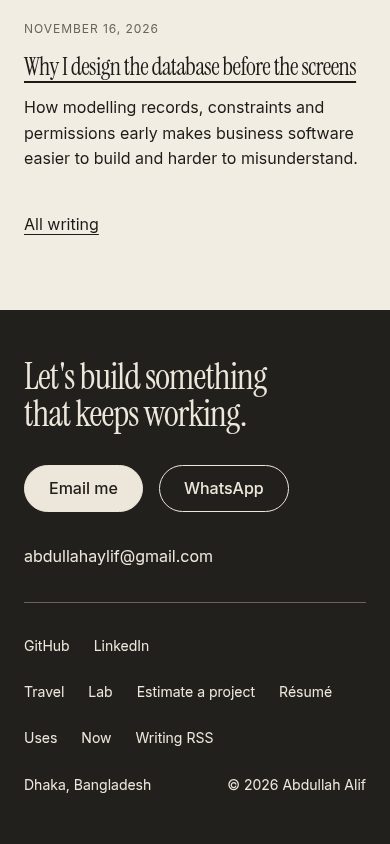 NOVEMBER 16, 2026
Why I design the database before the screens
How modelling records, constraints and
permissions early makes business software
easier to build and harder to misunderstand.
All writing
Let's build something
that keeps working.
Email me WhatsApp
abdullahaylif@gmail.com
GitHub LinkedIn
Travel Lab Estimate a project Résumé
Uses Now Writing RSS
Dhaka, Bangladesh © 2026 Abdullah Alif